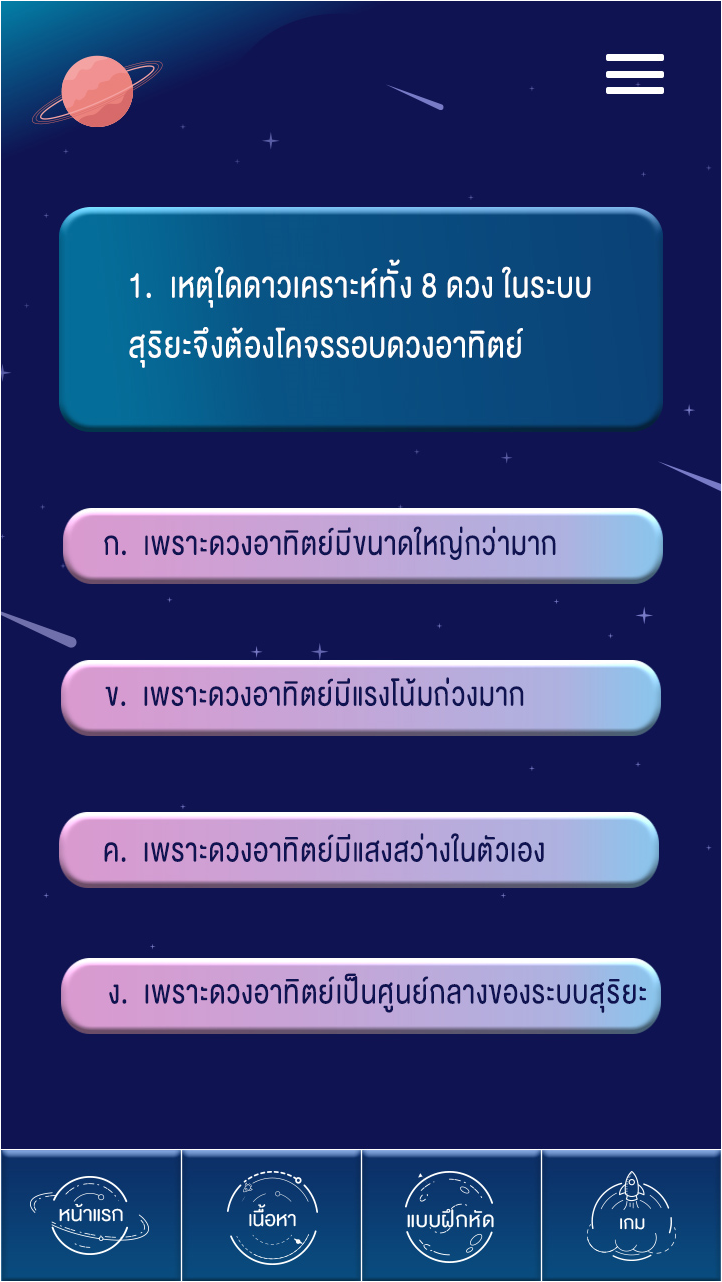 1. เหตุใดดาวเคราะห์ทั้ง 8 ดวง ในระบบ
สุริยะจึงต้องโคจรรอบดวงอาทิตย์
ก. เพราะดวงอาทิตย์มีขนาดใหญ่กว่ามาก
ข. เพราะดวงอาทิตย์มีแรงโน้มถ่วงมาก
ค. เพราะดวงอาทิตย์มีแสงสว่างในตัวเอง
ง. เพราะดวงอาทิตย์เป็นศูนย์กลางของระบบสุริยะ
หน้าแรก
เนื้อหา
แบบฝึกหัด
เกม